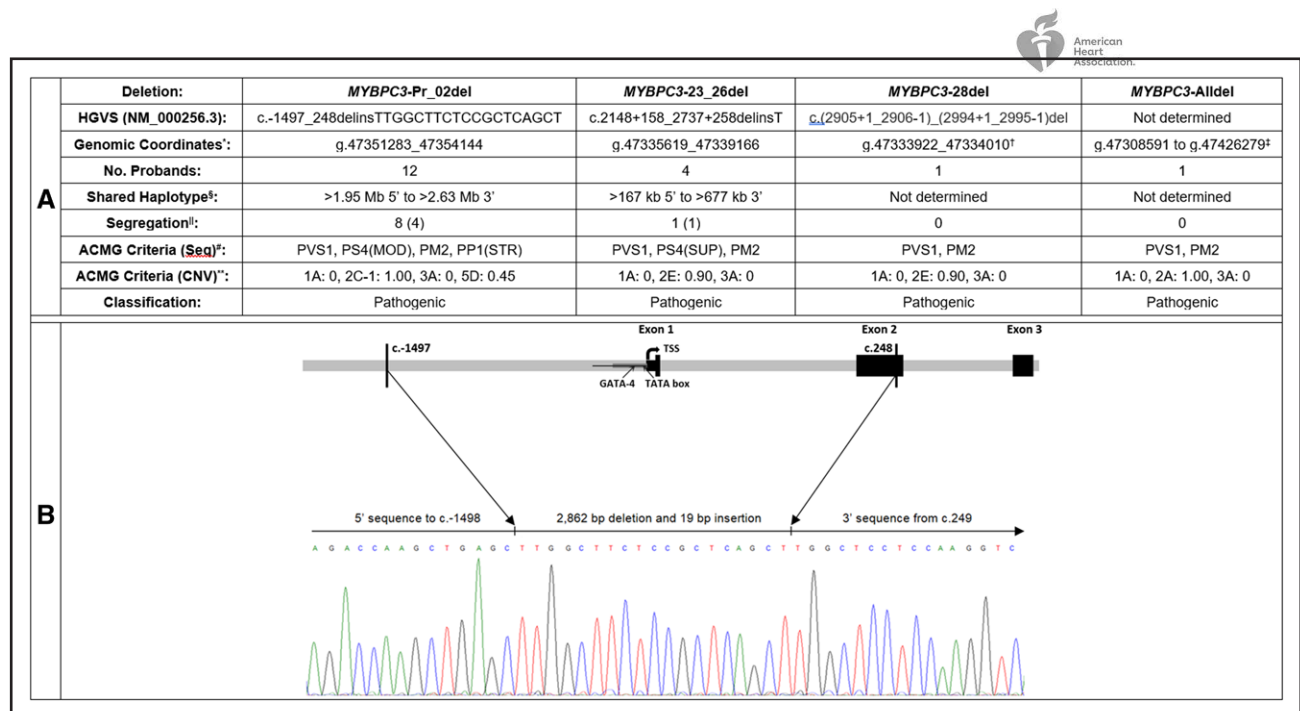 American
Heart
Association.
A
Deletion: MYBPC3-Pr_02del MYBPC3-23_26del MYBPC3-28del MYBPC3-Alldel
HGVS (NM_000256.3): c.-1497_248delinsTTGGCTTCTCCGCTCAGCT c.2148+158_2737+258delinsT c.(2905+1_2906-1)_(2994+1_2995-1)del Not determined
Genomic Coordinates*: g.47351283_47354144 g.47335619_47339166 g.47333922_47334010† g.47308591 to g.47426279‡
No. Probands: 12 4 1 1
Shared Haplotype§: >1.95 Mb 5’ to >2.63 Mb 3’ >167 kb 5’ to >677 kb 3’ Not determined Not determined
Segregation||: 8 (4) 1 (1) 0 0
ACMG Criteria (Seq)#: PVS1, PS4(MOD), PM2, PP1(STR) PVS1, PS4(SUP), PM2 PVS1, PM2 PVS1, PM2
ACMG Criteria (CNV)**: 1A: 0, 2C-1: 1.00, 3A: 0, 5D: 0.45 1A: 0, 2E: 0.90, 3A: 0 1A: 0, 2E: 0.90, 3A: 0 1A: 0, 2A: 1.00, 3A: 0
Classification: Pathogenic Pathogenic Pathogenic Pathogenic
B
Exon 1 Exon 2 Exon 3
c.-1497 TSS c.248
GATA-4 TATA box
5’ sequence to c.-1498 2,862 bp deletion and 19 bp insertion 3’ sequence from c.249
A G A C C A A G C T G A G C T T G G C T T C T C C G C T C A G C T T G G C T C C T C C A A G G T C